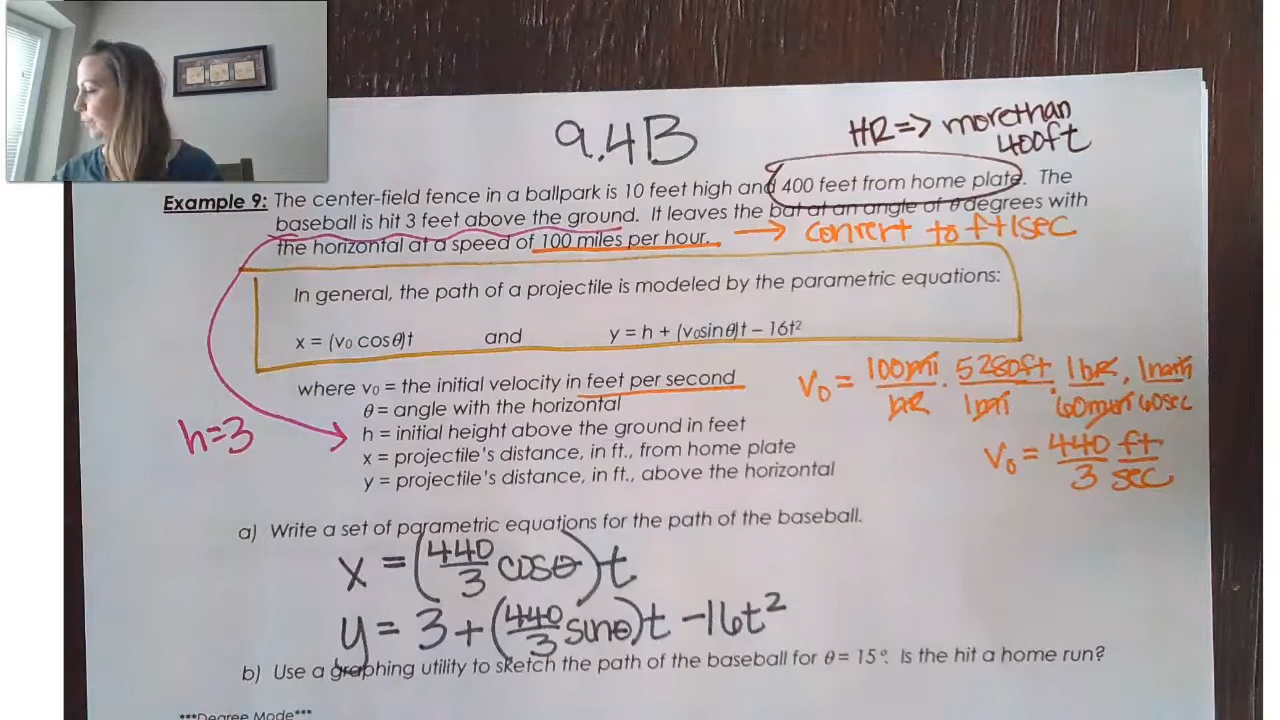 9.4B
HR => more than
400ft
Example 9: The center-field fence in a ballpark is 10 feet high and 400 feet from home plate. The
baseball is hit 3 feet above the ground. It leaves the bat at an angle of θ degrees with
the horizontal at a speed of 100 miles per hour. → convert to ft/sec
In general, the path of a projectile is modeled by the parametric equations:
x = (v₀ cosθ)t and y = h + (v₀sinθ)t – 16t²
where v₀ = the initial velocity in feet per second
θ = angle with the horizontal
h = initial height above the ground in feet
x = projectile's distance, in ft., from home plate
y = projectile's distance, in ft., above the horizontal
h=3
V₀ = 100mi/hR · 5280ft/1mi · 1hR/60min · 1min/60sec
V₀ = 440/3 ft/sec
a) Write a set of parametric equations for the path of the baseball.
x = (440/3 cosθ)t
y = 3 + (440/3 sinθ)t - 16t²
b) Use a graphing utility to sketch the path of the baseball for θ = 15°. Is the hit a home run?
***Degree Mode***